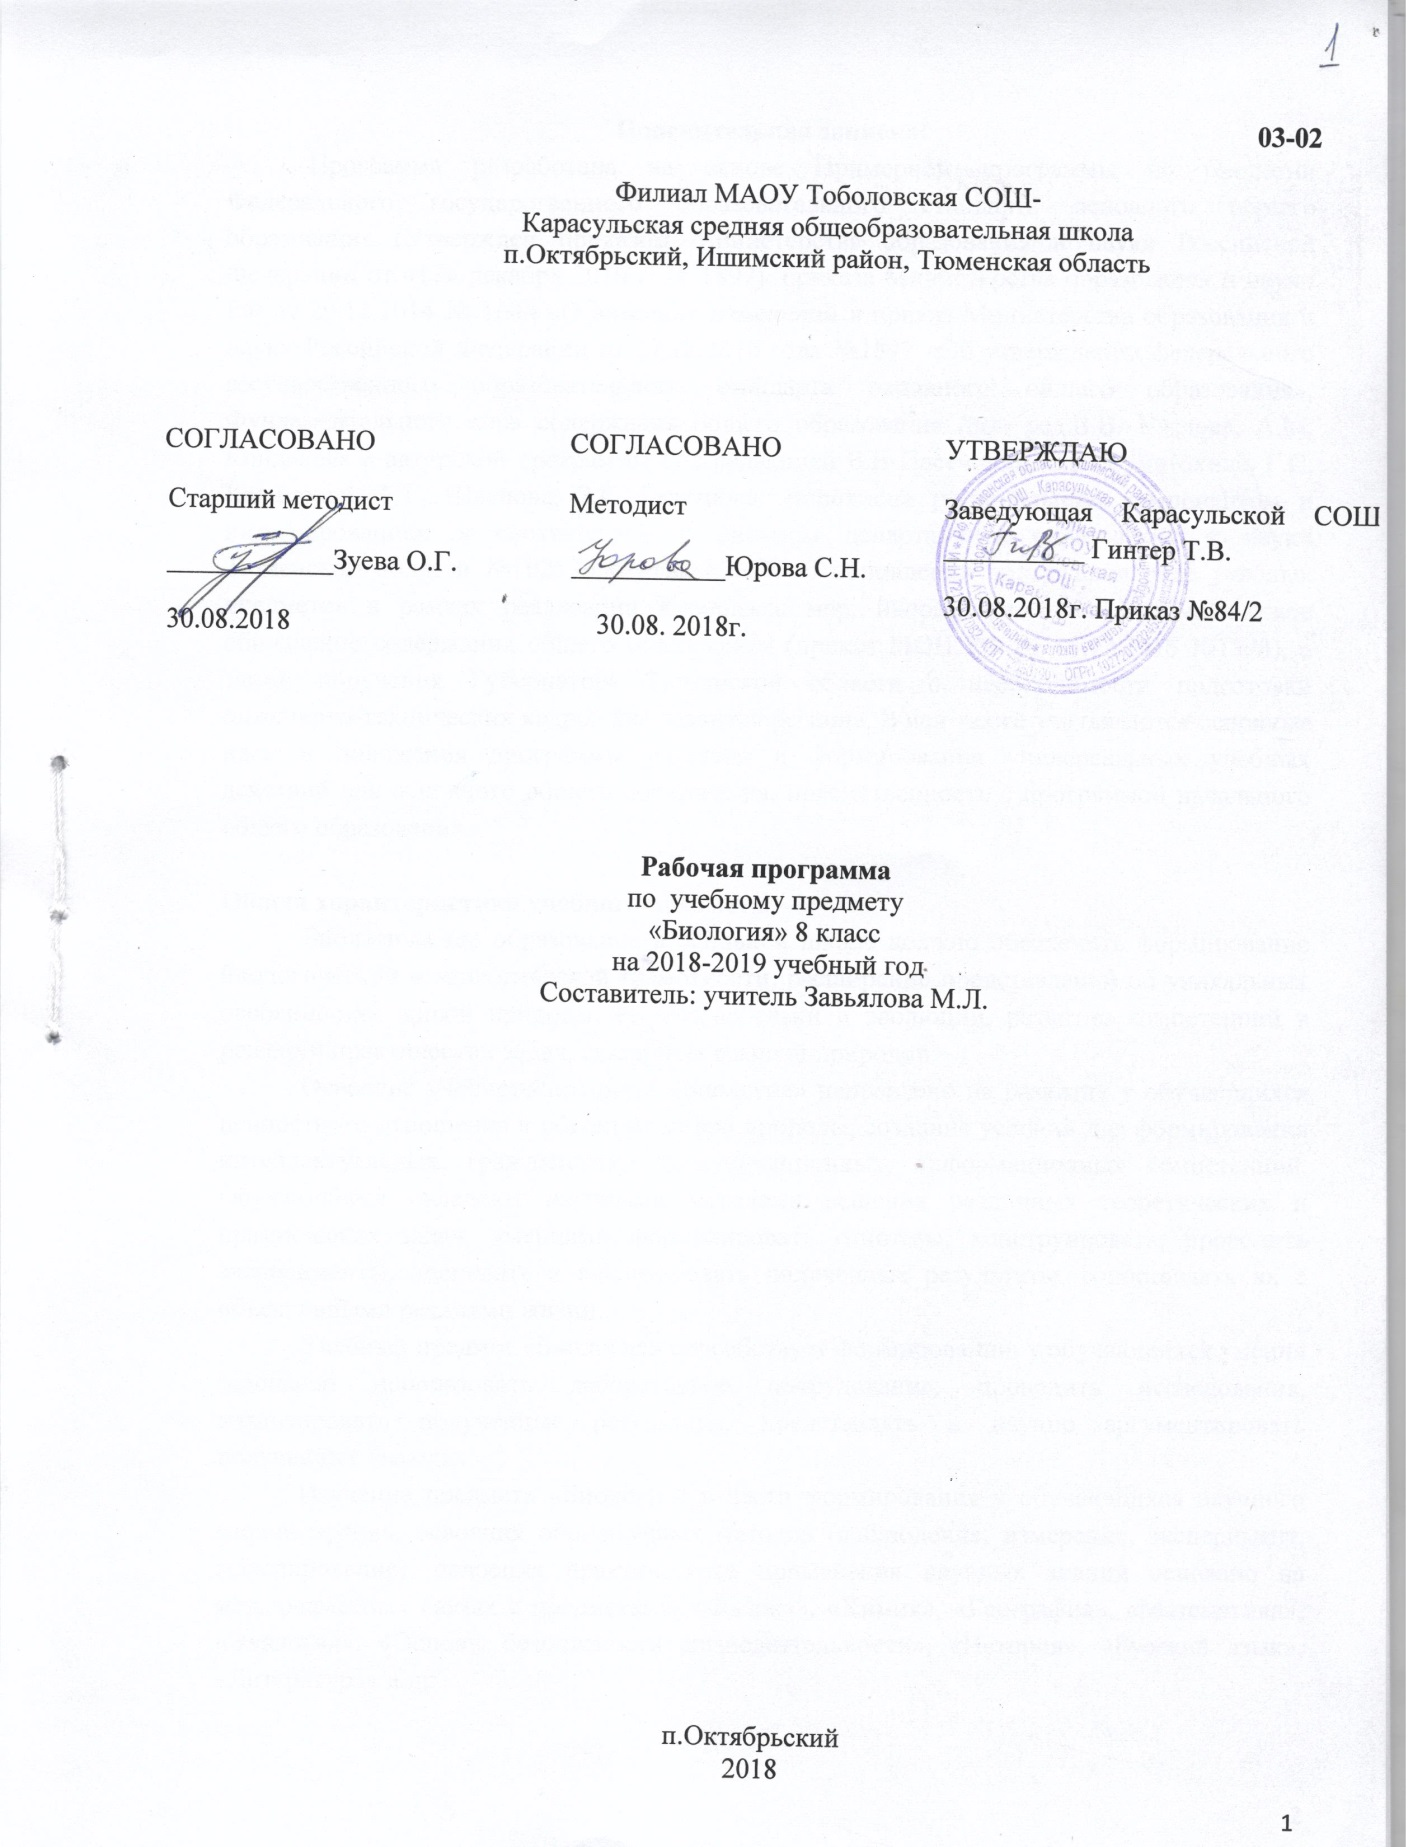 1
03-02
Филиал МАОУ Тоболовская СОШ-
Карасульская средняя общеобразовательная школа
п.Октябрьский, Ишимский район, Тюменская область
СОГЛАСОВАНО
Старший методист
____________Зуева О.Г.
30.08.2018
СОГЛАСОВАНО
Методист
Юрова
___________Юрова С.Н.
30.08. 2018г.
УТВЕРЖДАЮ
Заведующая Карасульской СОШ
___________Гинтер Т.В.
30.08.2018г. Приказ №84/2
Рабочая программа
по учебному предмету
«Биология» 8 класс
на 2018-2019 учебный год
Составитель: учитель Завьялова М.Л.
п.Октябрьский
2018
1